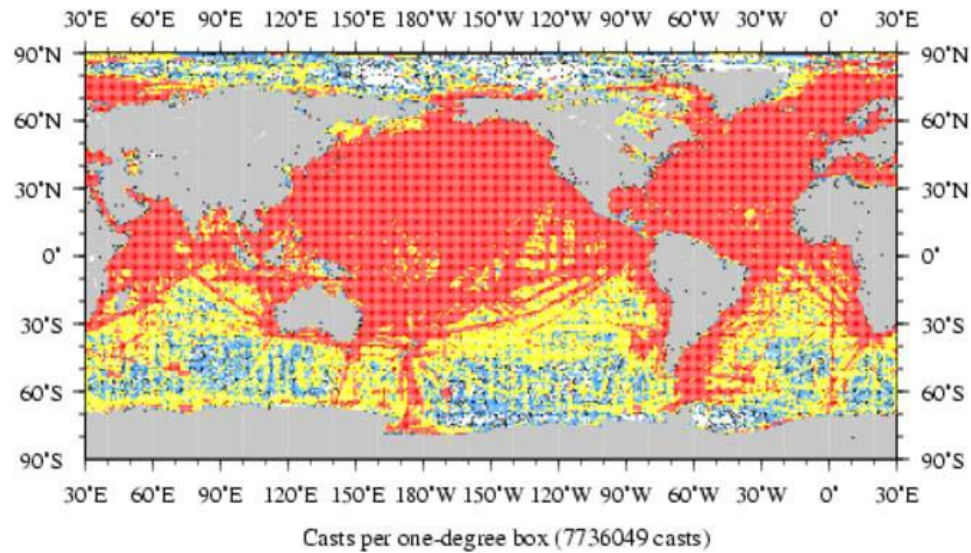 30˚E 60˚E 90˚E 120˚E 150˚E 180˚W 150˚W 120˚W 90˚W 60˚W 30˚W 0˚ 30˚E
90˚N 90˚N
60˚N 60˚N
30˚N 30˚N
0˚ 0˚
30˚S 30˚S
60˚S 60˚S
90˚S 90˚S
30˚E 60˚E 90˚E 120˚E 150˚E 180˚W 150˚W 120˚W 90˚W 60˚W 30˚W 0˚ 30˚E
Casts per one-degree box (7736049 casts)